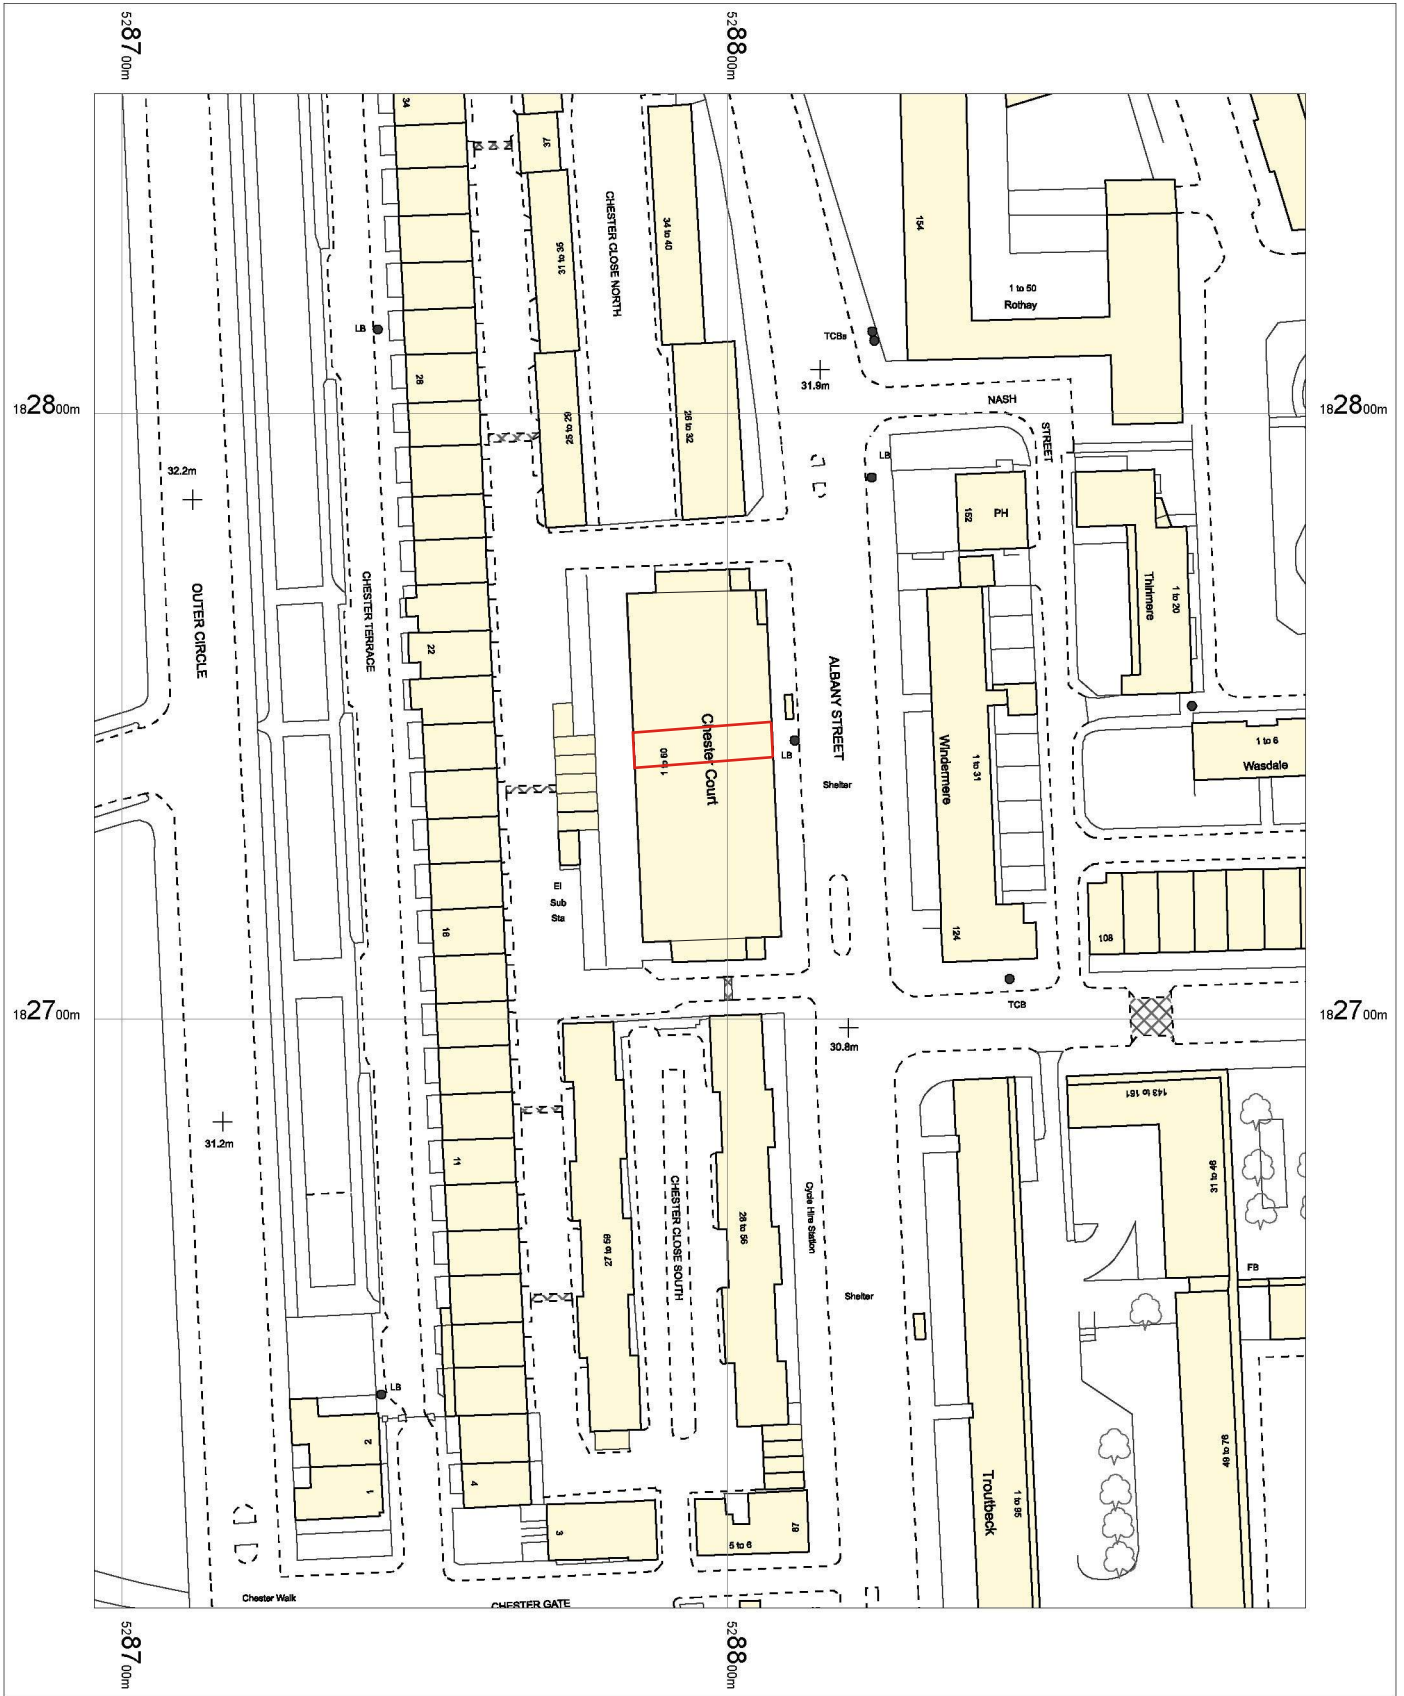 528700m
528800m
34
37
31 to 35
CHESTER CLOSE NORTH
34 to 40
154
1 to 50
Rothay
LB
TCBs
31.9m
28
NASH
STREET
182800m
182800m
25 to 29
26 to 32
LB
32.2m
152
PH
OUTER CIRCLE
CHESTER TERRACE
22
Thirlmere
1 to 20
ALBANY STREET
Chester Court
1 to 60
LB
Shelter
Windermere
1 to 31
1 to 6
Wasdale
El
Sub
Sta
16
124
108
TCB
182700m
182700m
30.8m
31.2m
11
143 to 161
31 to 48
CHESTER CLOSE SOUTH
Cycle Hire Station
27 to 59
28 to 56
FB
Shelter
LB
2
1
4
3
87
5 to 6
Troutbeck
1 to 95
49 to 76
Chester Walk
CHESTER GATE
528700m
528800m